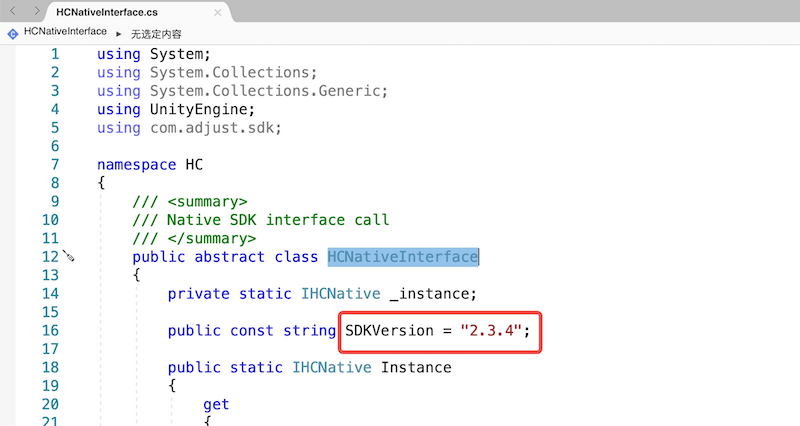 HCNativeInterface.cs
HCNativeInterface ▸ 无选定内容
1 using System;
2 using System.Collections;
3 using System.Collections.Generic;
4 using UnityEngine;
5 using com.adjust.sdk;
6
7 namespace HC
8 {
9 /// <summary>
10 /// Native SDK interface call
11 /// </summary>
12 public abstract class HCNativeInterface
13 {
14 private static IHCNative _instance;
15
16 public const string SDKVersion = "2.3.4";
17
18 public static IHCNative Instance
19 {
20 get
21 {